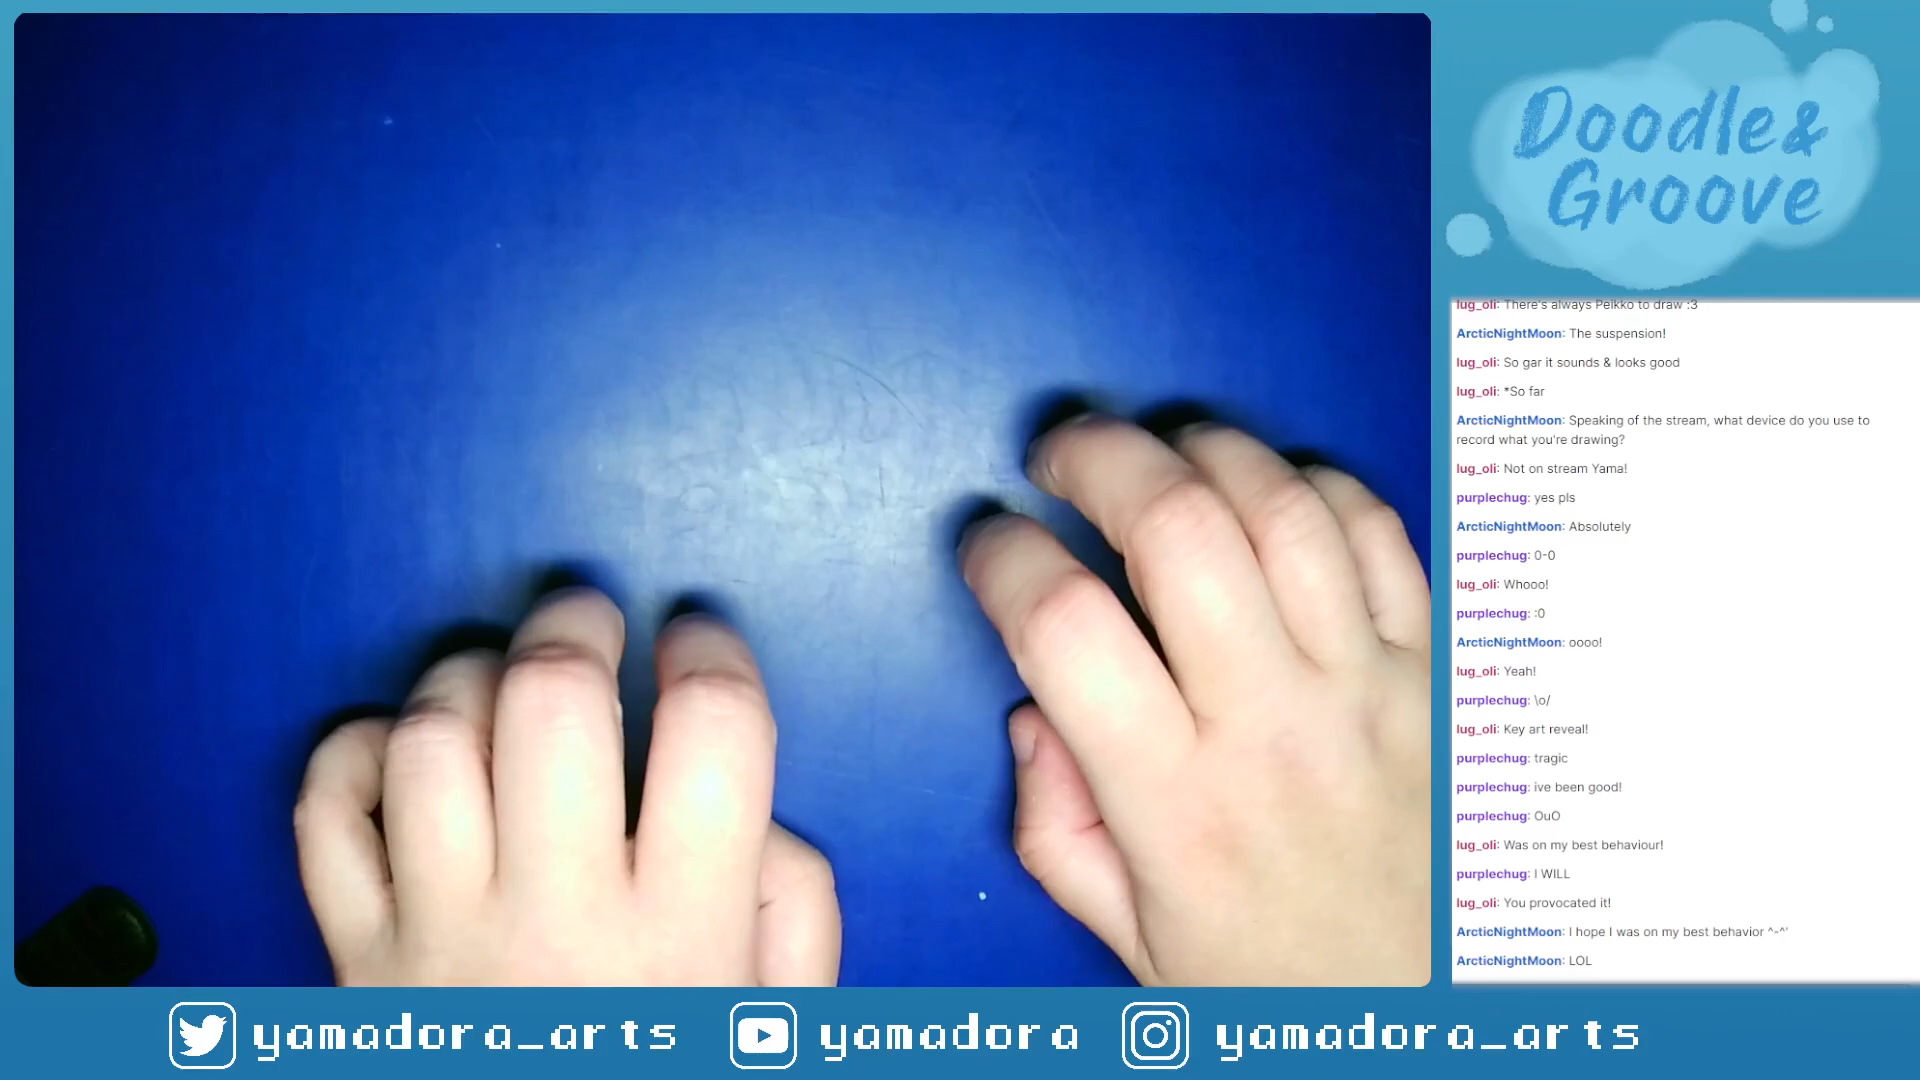 Doodle&
Groove
lug_oli: There's always Peikko to draw :3
ArcticNightMoon: The suspension!
lug_oli: So gar it sounds & looks good
lug_oli: *So far
ArcticNightMoon: Speaking of the stream, what device do you use to
record what you're drawing?
lug_oli: Not on stream Yama!
purplechug: yes pls
ArcticNightMoon: Absolutely
purplechug: 0-0
lug_oli: Whooo!
purplechug: :0
ArcticNightMoon: oooo!
lug_oli: Yeah!
purplechug: \o/
lug_oli: Key art reveal!
purplechug: tragic
purplechug: ive been good!
purplechug: OuO
lug_oli: Was on my best behaviour!
purplechug: I WILL
lug_oli: You provocated it!
ArcticNightMoon: I hope I was on my best behavior ^-^'
ArcticNightMoon: LOL
yamadora_arts yamadora yamadora_arts